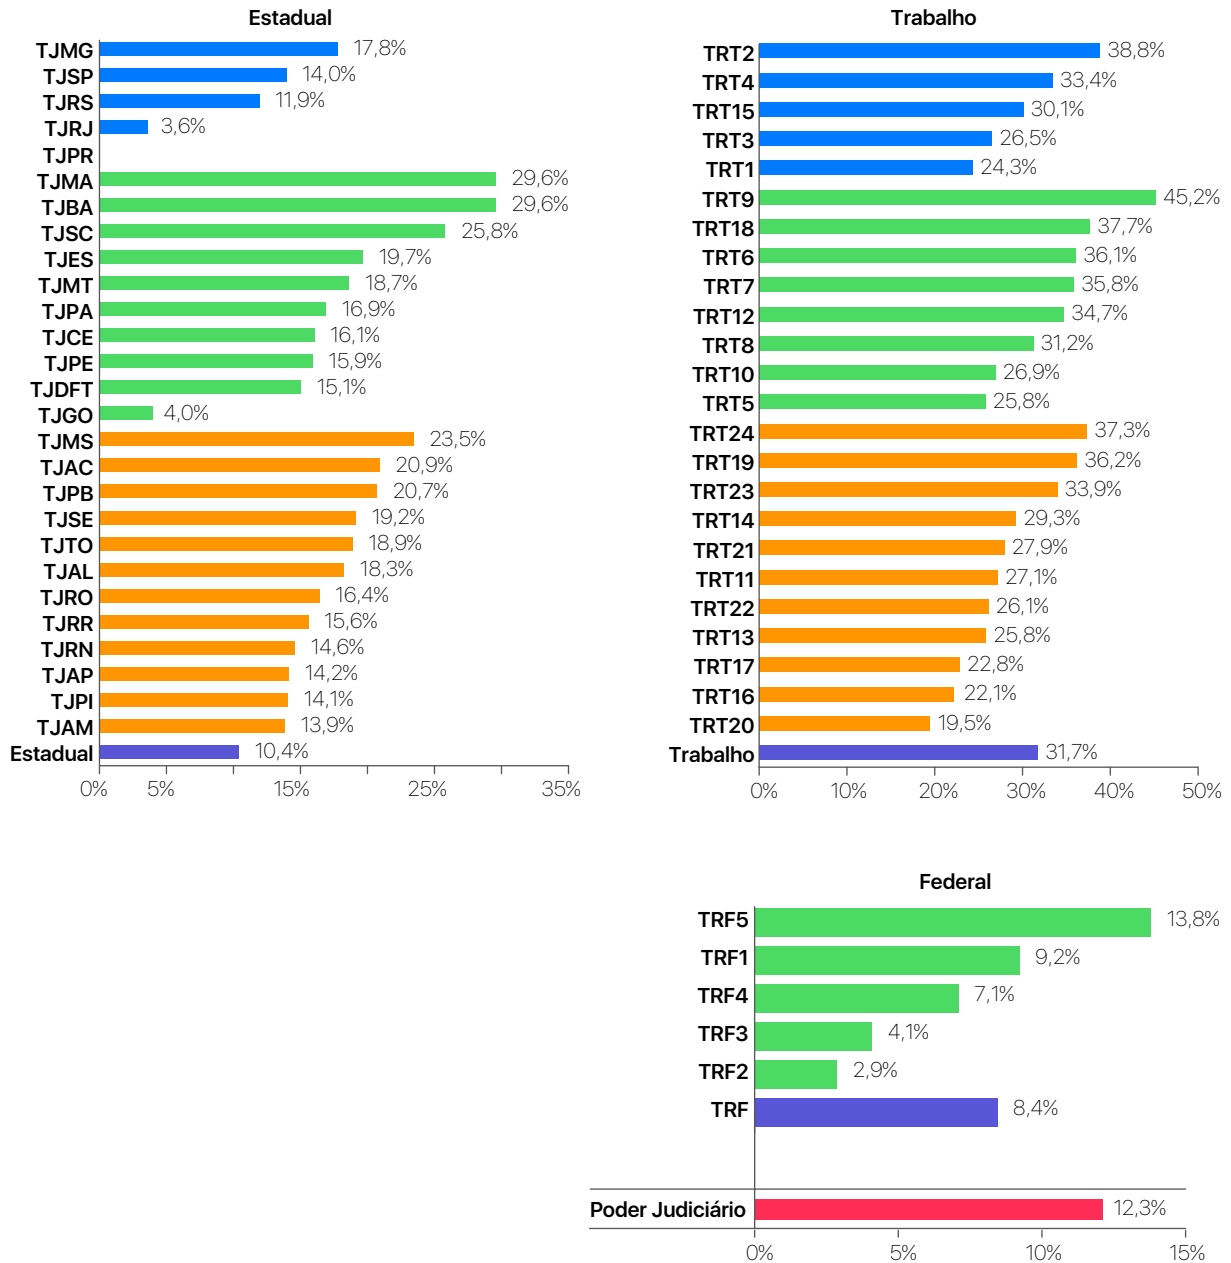 Estadual
TJMG 17,8%
TJSP 14,0%
TJRS 11,9%
TJRJ 3,6%
TJPR
TJMA 29,6%
TJBA 29,6%
TJSC 25,8%
TJES 19,7%
TJMT 18,7%
TJPA 16,9%
TJCE 16,1%
TJPE 15,9%
TJDFT 15,1%
TJGO 4,0%
TJMS 23,5%
TJAC 20,9%
TJPB 20,7%
TJSE 19,2%
TJTO 18,9%
TJAL 18,3%
TJRO 16,4%
TJRR 15,6%
TJRN 14,6%
TJAP 14,2%
TJPI 14,1%
TJAM 13,9%
Estadual 10,4%
0% 5% 15% 25% 35%
Trabalho
TRT2 38,8%
TRT4 33,4%
TRT15 30,1%
TRT3 26,5%
TRT1 24,3%
TRT9 45,2%
TRT18 37,7%
TRT6 36,1%
TRT7 35,8%
TRT12 34,7%
TRT8 31,2%
TRT10 26,9%
TRT5 25,8%
TRT24 37,3%
TRT19 36,2%
TRT23 33,9%
TRT14 29,3%
TRT21 27,9%
TRT11 27,1%
TRT22 26,1%
TRT13 25,8%
TRT17 22,8%
TRT16 22,1%
TRT20 19,5%
Trabalho 31,7%
0% 10% 20% 30% 40% 50%
Federal
TRF5 13,8%
TRF1 9,2%
TRF4 7,1%
TRF3 4,1%
TRF2 2,9%
TRF 8,4%
Poder Judiciário 12,3%
0% 5% 10% 15%